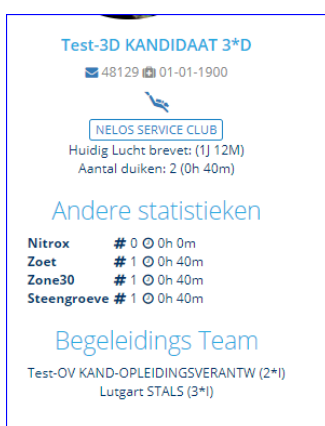 Test-3D KANDIDAAT 3*D
48129 01-01-1900
NELOS SERVICE CLUB
Huidig Lucht brevet: (1J 12M)
Aantal duiken: 2 (0h 40m)
Andere statistieken
Nitrox # 0 0h 0m
Zoet # 1 0h 40m
Zone30 # 1 0h 40m
Steengroeve # 1 0h 40m
Begeleidings Team
Test-OV KAND-OPLEIDINGSVERANTW (2*I)
Lutgart STALS (3*I)